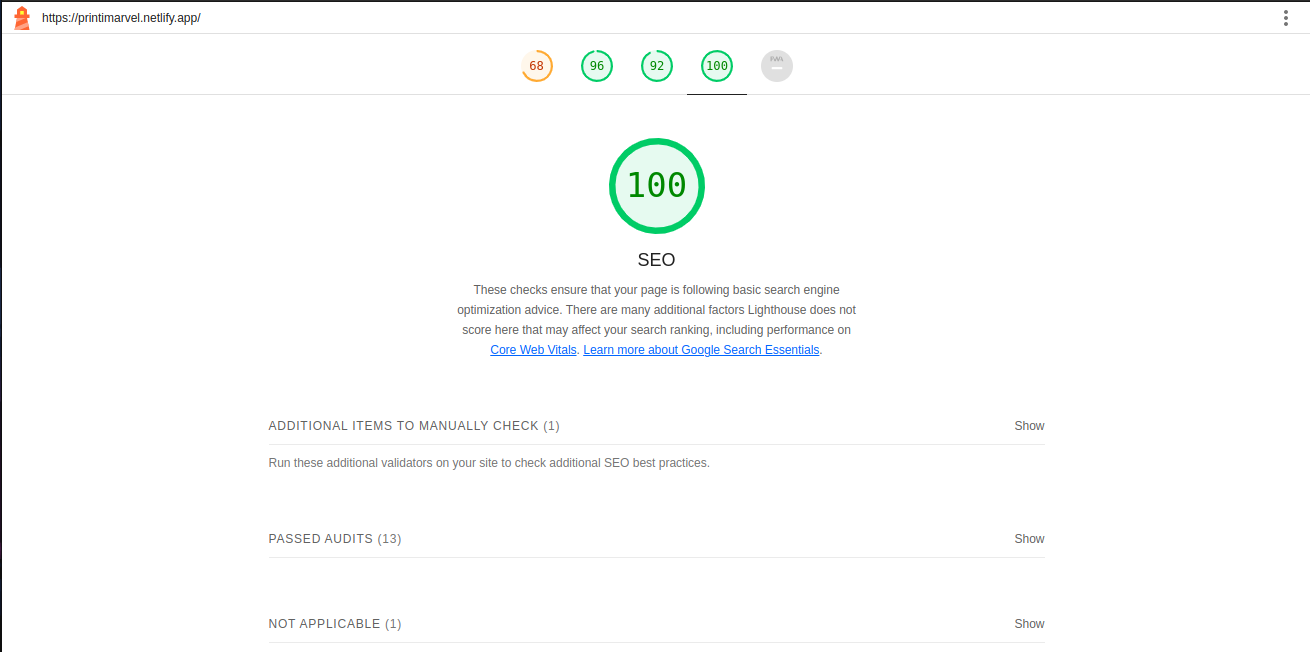 https://printimarvel.netlify.app/
68 96 92 100 PWA
100
SEO
These checks ensure that your page is following basic search engine
optimization advice. There are many additional factors Lighthouse does not
score here that may affect your search ranking, including performance on
Core Web Vitals. Learn more about Google Search Essentials.
ADDITIONAL ITEMS TO MANUALLY CHECK (1) Show
Run these additional validators on your site to check additional SEO best practices.
PASSED AUDITS (13) Show
NOT APPLICABLE (1) Show